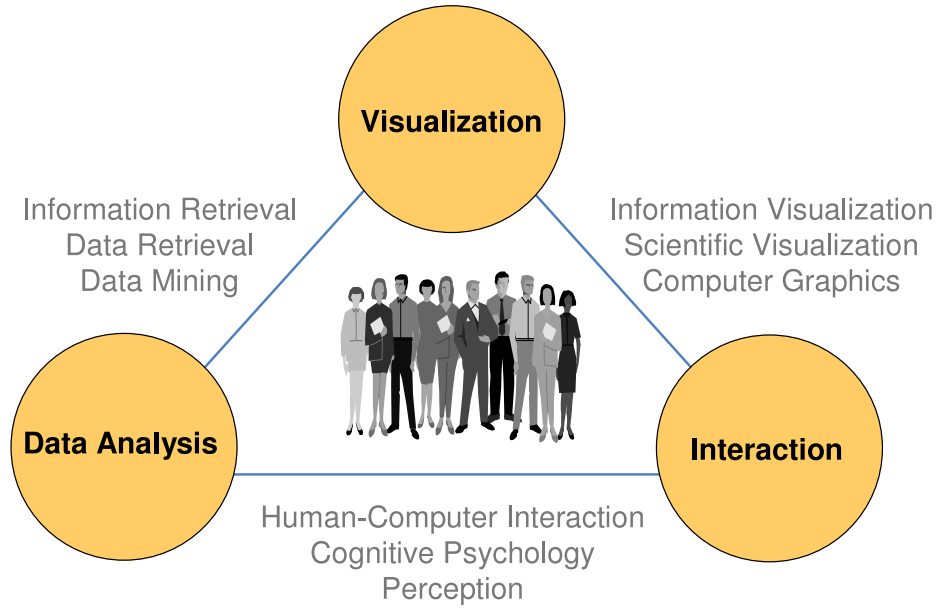 Visualization
Information Retrieval
Data Retrieval
Data Mining
Information Visualization
Scientific Visualization
Computer Graphics
Data Analysis
Interaction
Human-Computer Interaction
Cognitive Psychology
Perception